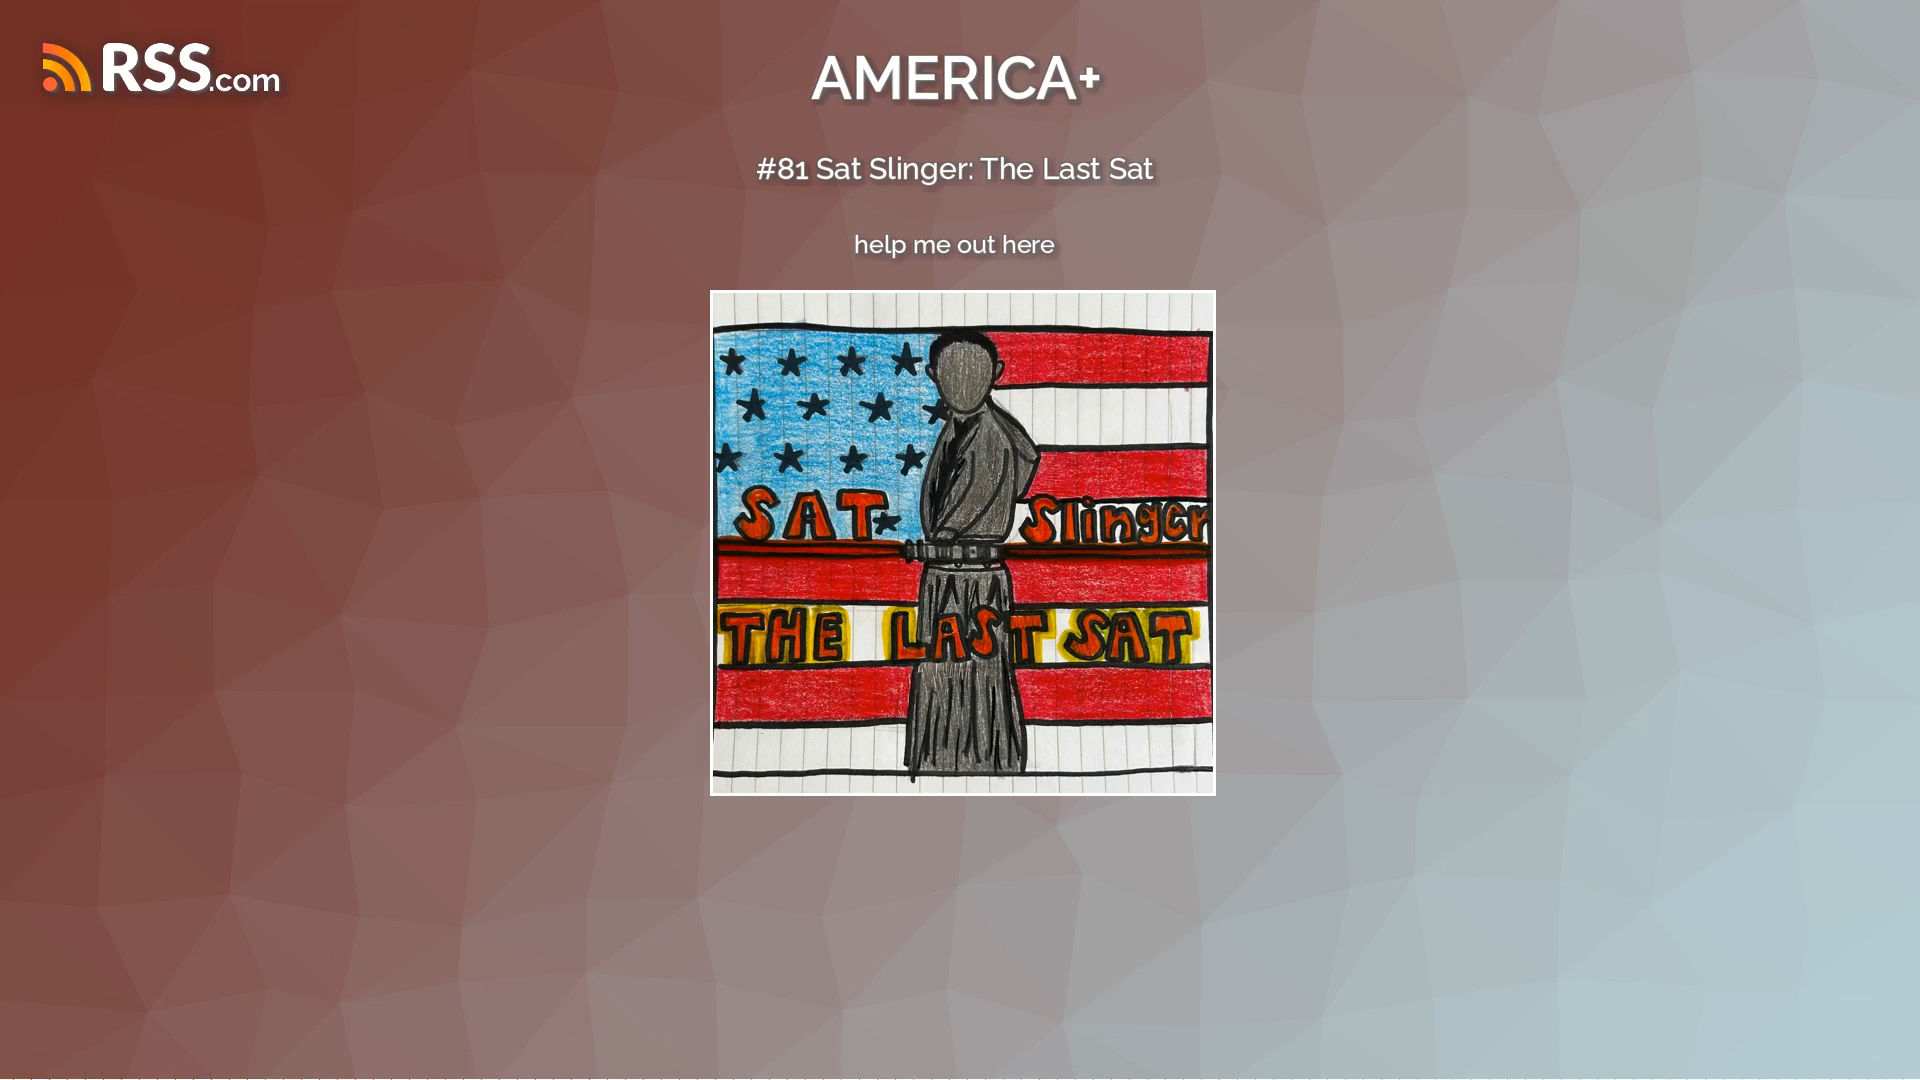 RSS.com
AMERICA+
#81 Sat Slinger: The Last Sat
help me out here
SAT Slinger
THE LAST SAT